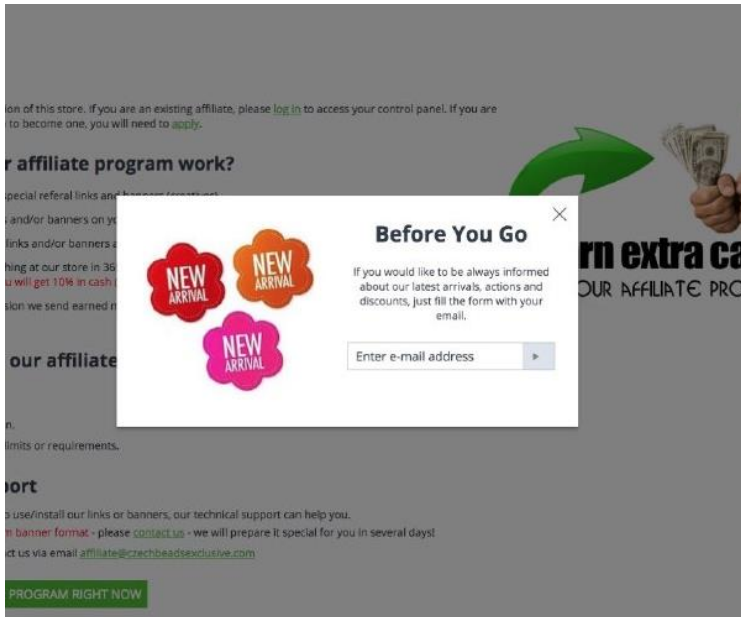 ion of this store. If you are an existing affiliate, please log in to access your control panel. If you are
to become one, you will need to apply.
r affiliate program work?
special referal links and banners (creatives)
and/or banners on
links and/or banners
hing at our store in 36
u will get 10% in cash
sion we send earned
our affiliate
n.
limits or requirements.
port
o use/install our links or banners, our technical support can help you.
m banner format - please contact us - we will prepare it special for you in several days!
ct us via email affiliate@czechbeadsexclusive.com
PROGRAM RIGHT NOW
rn extra ca
OUR AFFILIATE PRO
NEW
ARRIVAL
NEW
ARRIVAL
NEW
ARRIVAL
Before You Go
If you would like to be always informed
about our latest arrivals, actions and
discounts, just fill the form with your
email.
Enter e-mail address